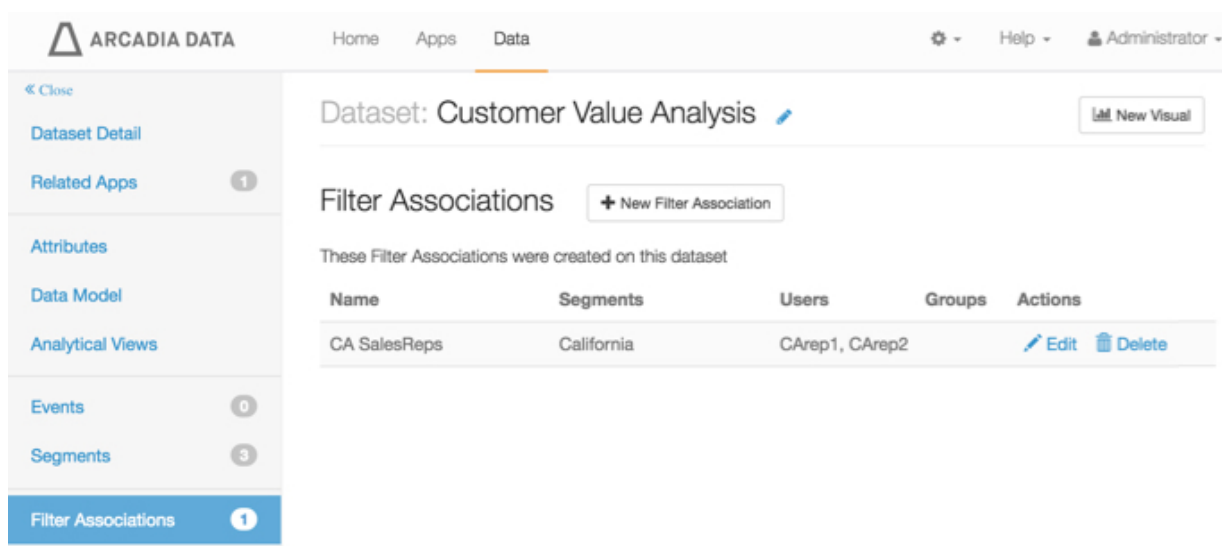 ARCADIA DATA Home Apps Data Help Administrator
« Close
Dataset Detail
Related Apps 1
Attributes
Data Model
Analytical Views
Events 0
Segments 3
Filter Associations 1
Dataset: Customer Value Analysis New Visual
Filter Associations + New Filter Association
These Filter Associations were created on this dataset
Name Segments Users Groups Actions
CA SalesReps California CArep1, CArep2 Edit Delete